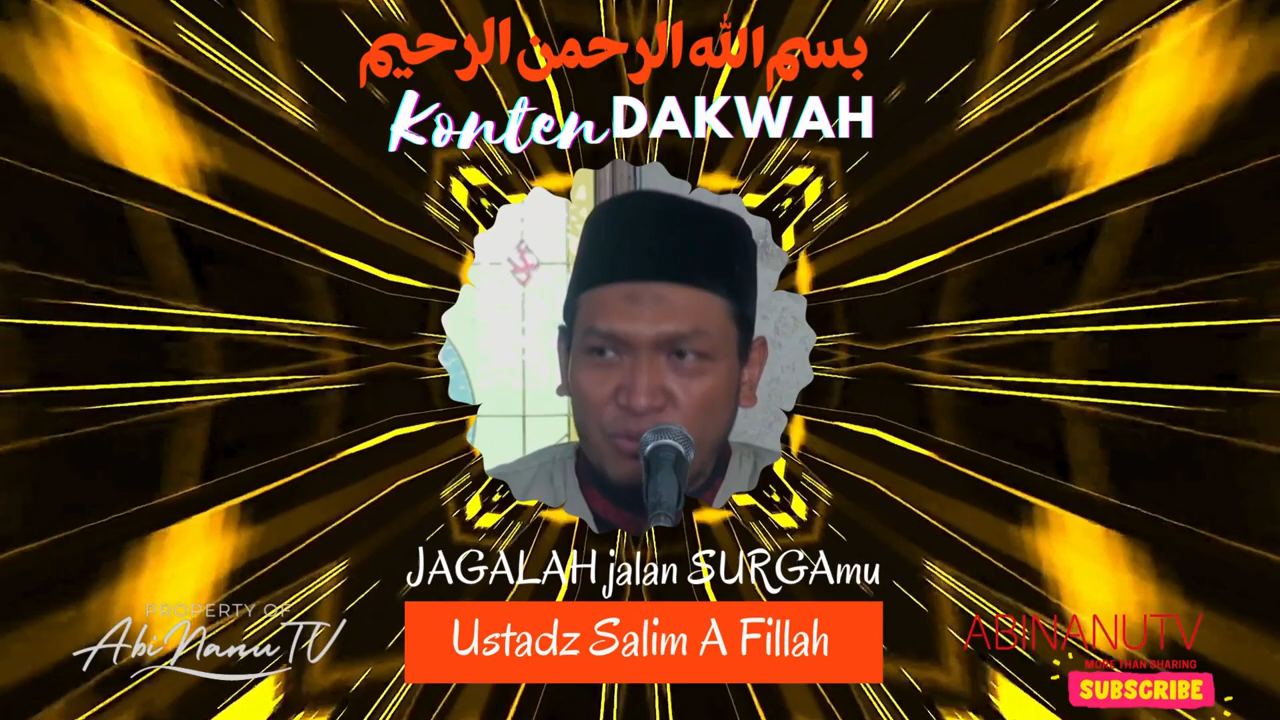 بسم الله الرحمن الرحيم
Konten DAKWAH
JAGALAH jalan SURGAmu
Ustadz Salim A Fillah
PROPERTY OF
AbiNanuTV
ABINANUTV
MORE THAN SHARING
SUBSCRIBE